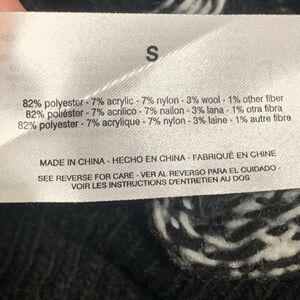 S
82% polyester - 7% acrylic - 7% nylon - 3% wool - 1% other fiber
82% poliéster - 7% acrílico - 7% nailon - 3% lana - 1% otra fibra
82% polyester - 7% acrylique - 7% nylon - 3% laine - 1% autre fibre
MADE IN CHINA - HECHO EN CHINA - FABRIQUÉ EN CHINE
SEE REVERSE FOR CARE - VER AL REVERSO PARA EL CUIDADO -
VOIR LES INSTRUCTIONS D'ENTRETIEN AU DOS